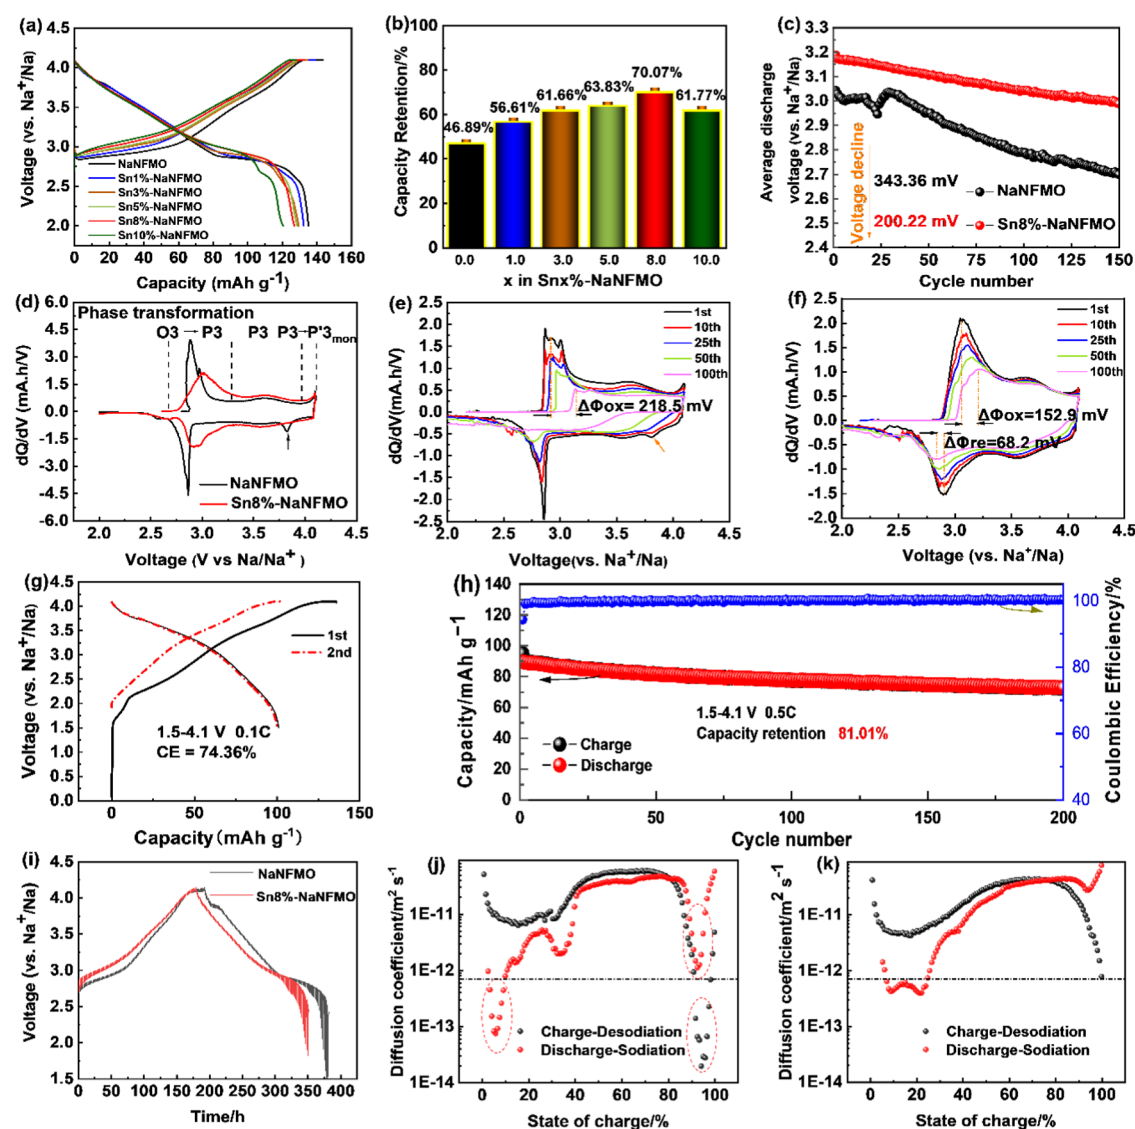 (a)
Voltage (vs. Na⁺/Na)
4.5
4.0
3.5
3.0
2.5
2.0
1.5
NaNFMO
Sn1%-NaNFMO
Sn3%-NaNFMO
Sn5%-NaNFMO
Sn8%-NaNFMO
Sn10%-NaNFMO
0 20 40 60 80 100 120 140 160
Capacity (mAh g⁻¹)
(b)
Capacity Retention/%
100
80
60
40
20
0
46.89%
56.61%
61.66%
63.83%
70.07%
61.77%
0.0 1.0 3.0 5.0 8.0 10.0
x in Snx%-NaNFMO
(c)
Average discharge
voltage (vs. Na⁺/Na)
3.3
3.2
3.1
3.0
2.9
2.8
2.7
2.6
2.5
2.4
Voltage decline
343.36 mV
200.22 mV
NaNFMO
Sn8%-NaNFMO
0 25 50 75 100 125 150
Cycle number
(d)
dQ/dV (mA.h/V)
6.0
4.5
3.0
1.5
0.0
-1.5
-3.0
-4.5
-6.0
Phase transformation
O3 → P3 P3 P3→P'3mon
NaNFMO
Sn8%-NaNFMO
2.0 2.5 3.0 3.5 4.0 4.5
Voltage (V vs Na/Na⁺)
(e)
dQ/dV (mA.h/V)
2.5
2.0
1.5
1.0
0.5
0.0
-0.5
-1.0
-1.5
-2.0
-2.5
1st
10th
25th
50th
100th
ΔΦox= 218.5 mV
2.0 2.5 3.0 3.5 4.0 4.5
Voltage(vs. Na⁺/Na)
(f)
dQ/dV (mA.h/V)
2.5
2.0
1.5
1.0
0.5
0.0
-0.5
-1.0
-1.5
-2.0
1st
10th
25th
50th
100th
ΔΦox=152.9 mV
ΔΦre=68.2 mV
2.0 2.5 3.0 3.5 4.0 4.5
Voltage (vs. Na⁺/Na)
(g)
Voltage (vs. Na⁺/Na)
4.5
4.0
3.5
3.0
2.5
2.0
1.5
1.0
0.5
0.0
1st
2nd
1.5-4.1 V 0.1C
CE = 74.36%
0 50 100 150
Capacity (mAh g⁻¹)
(h)
Capacity/mAh g⁻¹
140
120
100
80
60
40
20
0
1.5-4.1 V 0.5C
Capacity retention 81.01%
Charge
Discharge
0 25 50 75 100 125 150 175 200
Cycle number
100
80
60
40
Coulombic Efficiency/%
(i)
Voltage (vs. Na⁺/Na)
4.5
4.0
3.5
3.0
2.5
2.0
1.5
NaNFMO
Sn8%-NaNFMO
0 50 100 150 200 250 300 350 400
Time/h
(j)
Diffusion coefficient/m² s⁻¹
1E-11
1E-12
1E-13
1E-14
Charge-Desodiation
Discharge-Sodiation
0 20 40 60 80 100
State of charge/%
(k)
Diffusion coefficient/m² s⁻¹
1E-11
1E-12
1E-13
1E-14
Charge-Desodiation
Discharge-Sodiation
0 20 40 60 80 100
State of charge/%